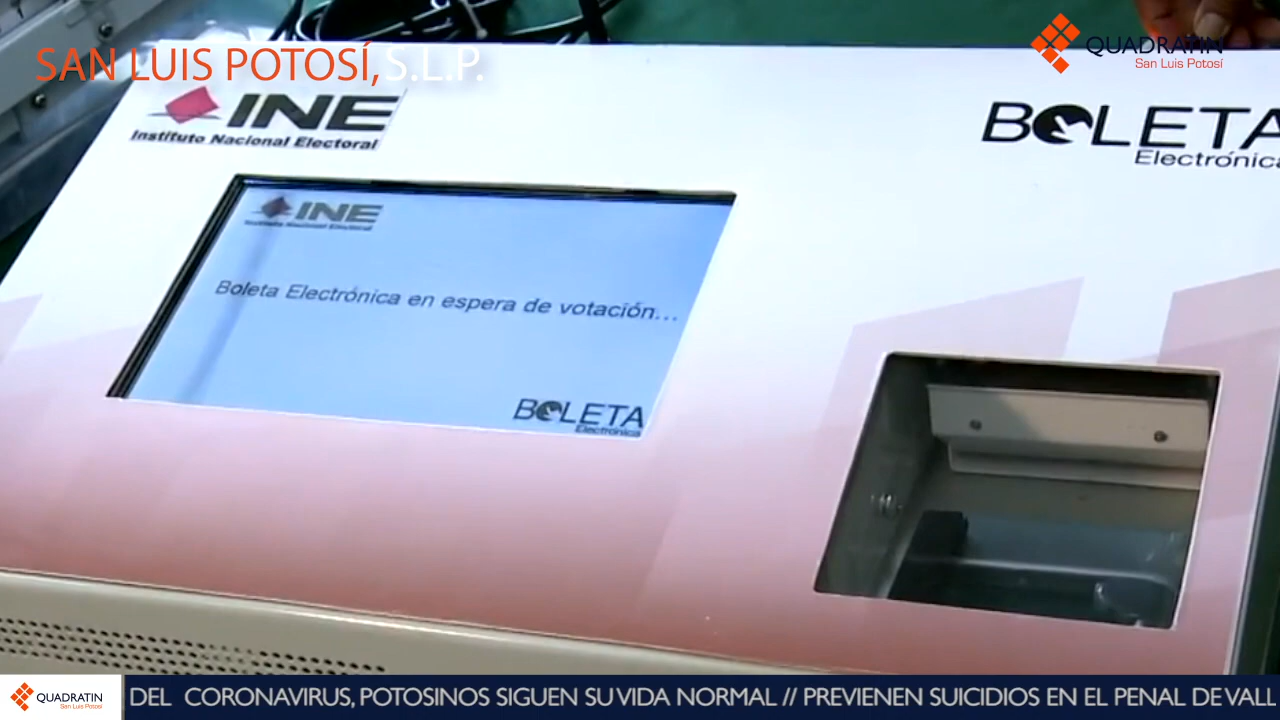 SAN LUIS POTOSÍ, S.L.P.
QUADRATIN
San Luis Potosí
INE
Instituto Nacional Electoral
BOLETA
Electrónica
INE
Instituto Nacional Electoral
Boleta Electrónica en espera de votación...
BOLETA
Electrónica
QUADRATIN
San Luis Potosí
DEL CORONAVIRUS, POTOSINOS SIGUEN SU VIDA NORMAL // PREVIENEN SUICIDIOS EN EL PENAL DE VALL